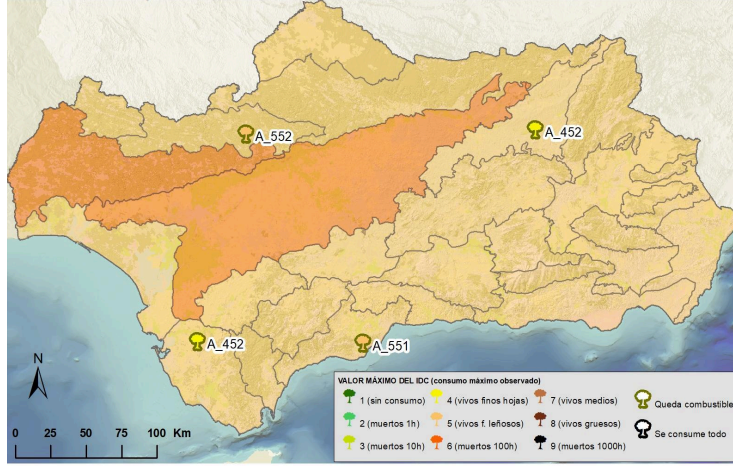 A_552
A_452
A_452
A_551
N
0 25 50 75 100 Km
VALOR MÁXIMO DEL IDC (consumo máximo observado)
1 (sin consumo) 4 (vivos finos hojas) 7 (vivos medios) Queda combustible
2 (muertos 1h) 5 (vivos f. leñosos) 8 (vivos gruesos)
3 (muertos 10h) 6 (muertos 100h) 9 (muertos 1000h) Se consume todo